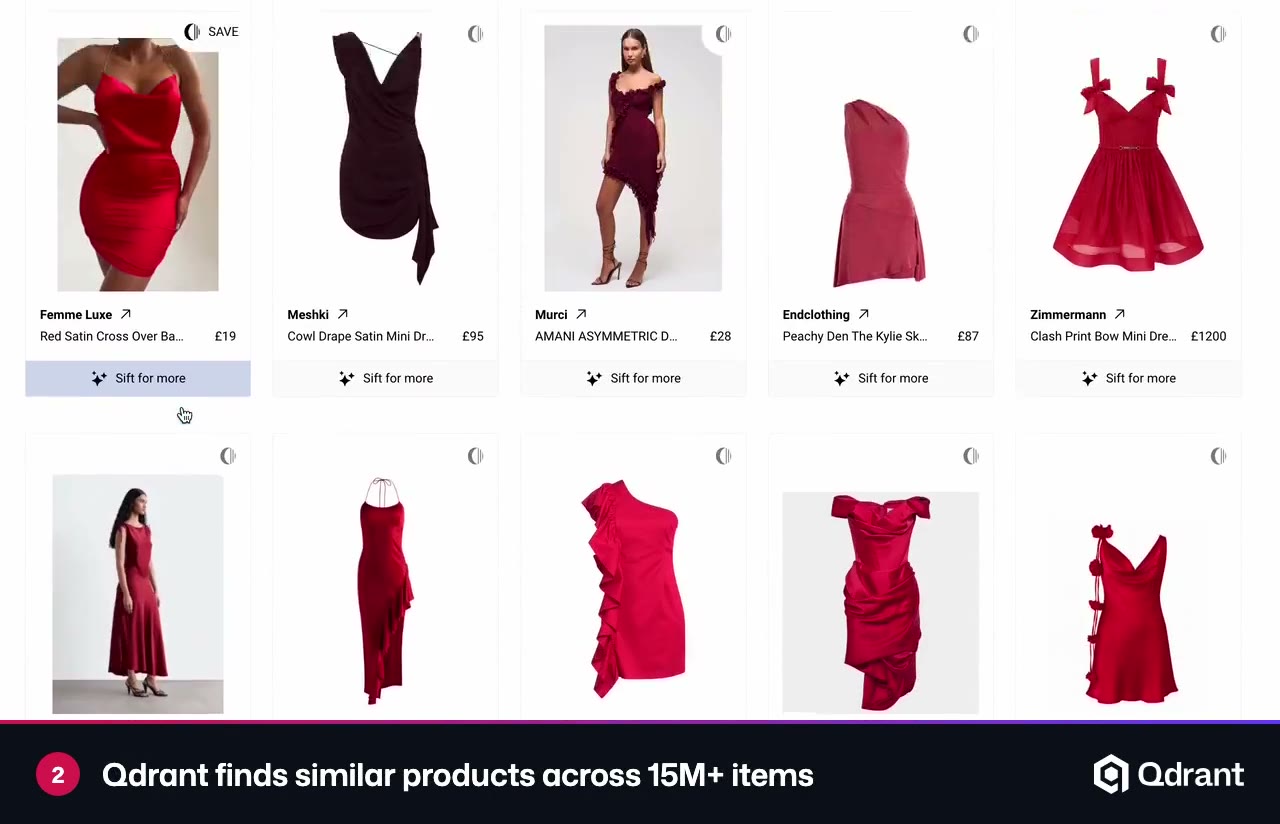 SAVE
Femme Luxe
Red Satin Cross Over Ba... £19
Sift for more
Meshki
Cowl Drape Satin Mini Dr... £95
Sift for more
Murci
AMANI ASYMMETRIC D... £28
Sift for more
Endclothing
Peachy Den The Kylie Sk... £87
Sift for more
Zimmermann
Clash Print Bow Mini Dre... £1200
Sift for more
2 Qdrant finds similar products across 15M+ items
Qdrant